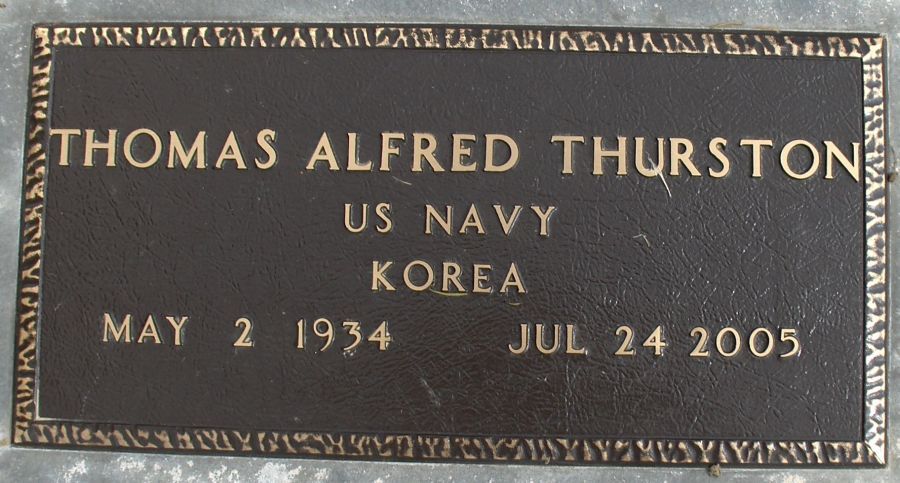 THOMAS ALFRED THURSTON
US NAVY
KOREA
MAY 2 1934 JUL 24 2005